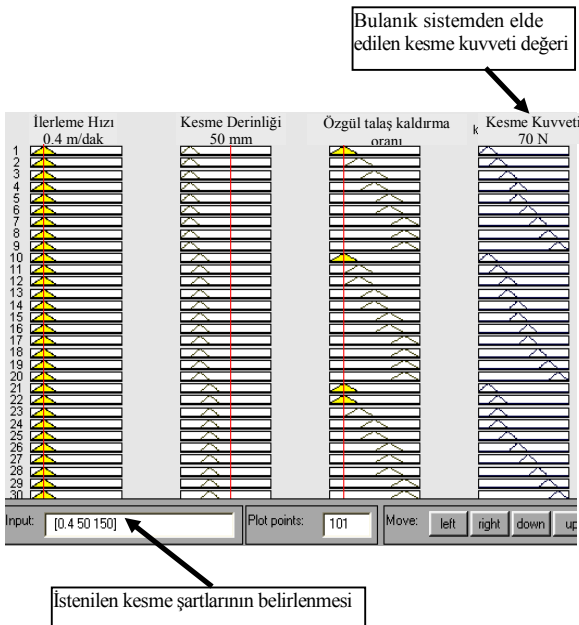 Bulanık sistemden elde
edilen kesme kuvveti değeri
İlerleme Hızı
0.4 m/dak
Kesme Derinliği
50 mm
Özgül talaş kaldırma
oranı
k Kesme Kuvveti
70 N
1
2
3
4
5
6
7
8
9
10
11
12
13
14
15
16
17
18
19
20
21
22
23
24
25
26
27
28
29
30
Input: [0.4 50 150] Plot points: 101 Move: left right down up
İstenilen kesme şartlarının belirlenmesi